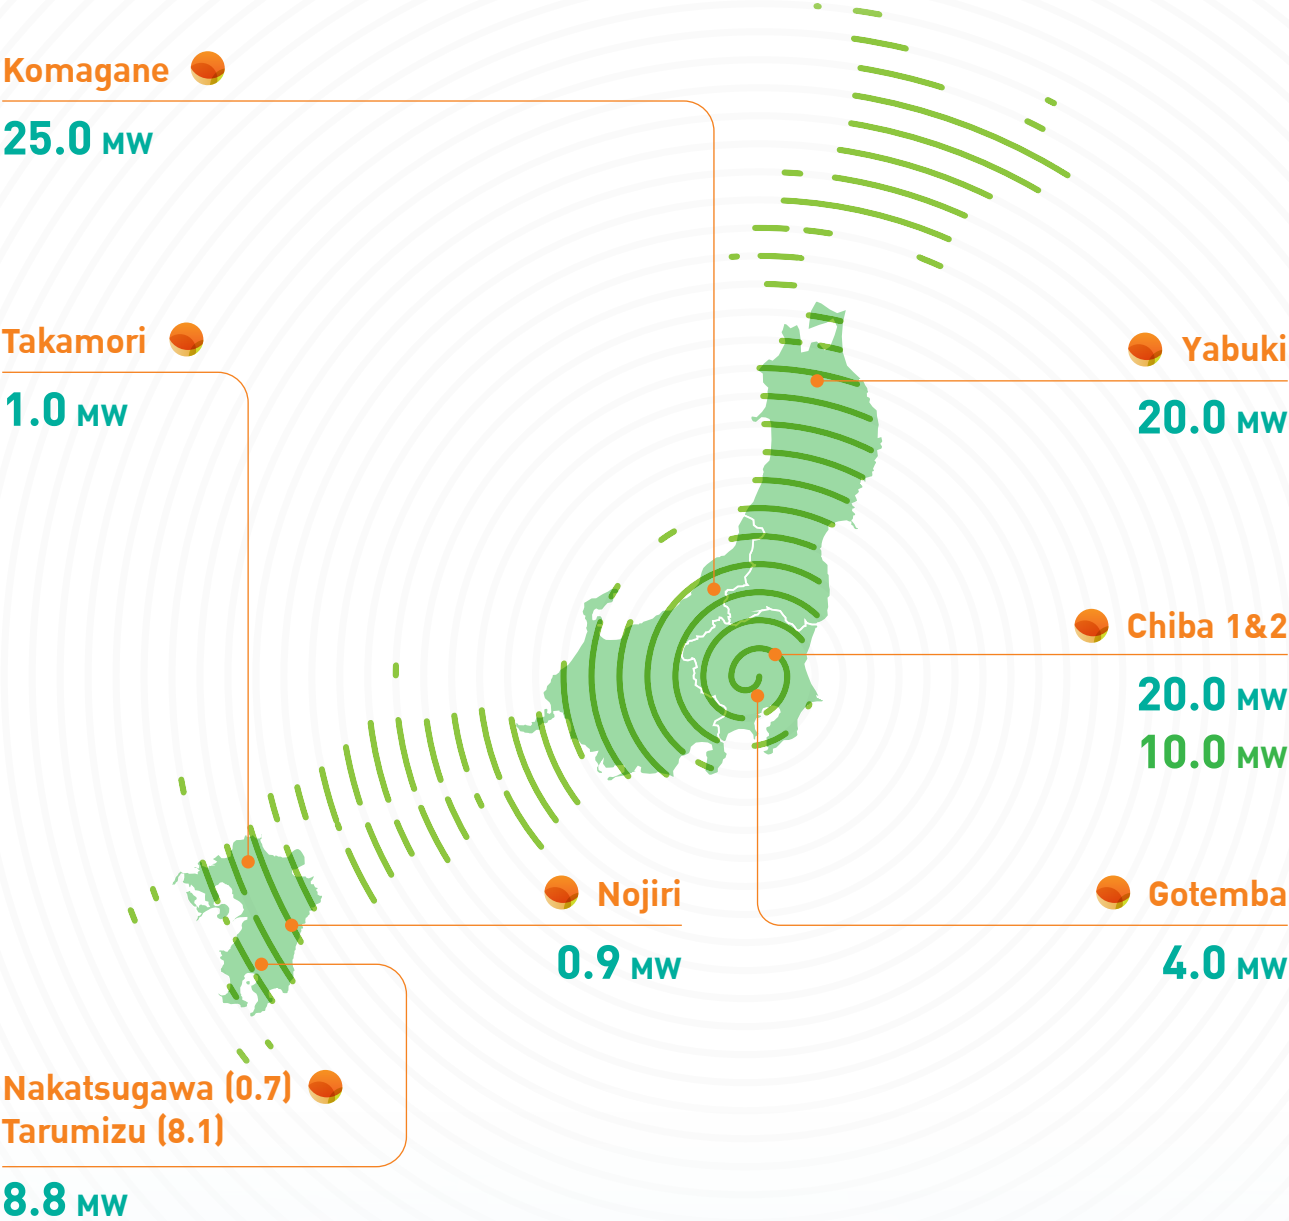 Komagane
25.0 MW
Takamori
1.0 MW
Yabuki
20.0 MW
Chiba 1&2
20.0 MW
10.0 MW
Nojiri
0.9 MW
Gotemba
4.0 MW
Nakatsugawa (0.7)
Tarumizu (8.1)
8.8 MW